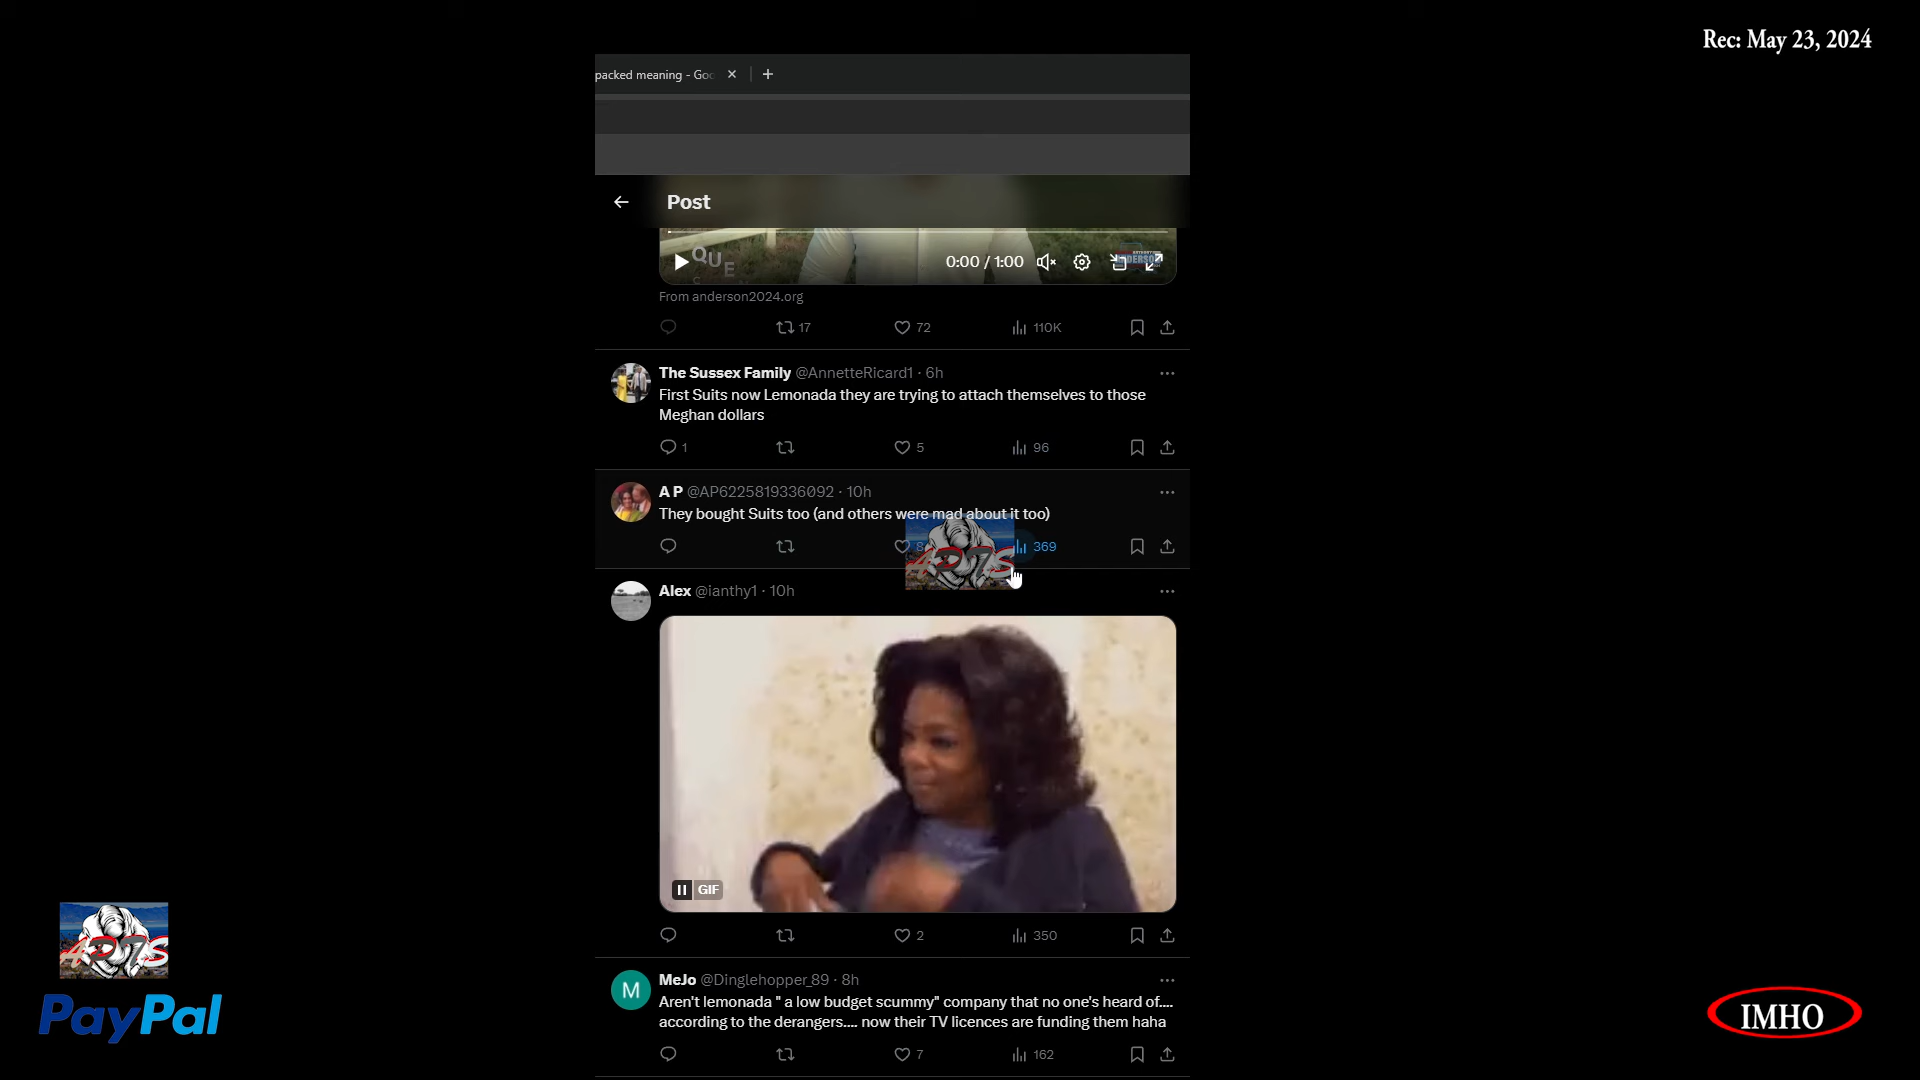 Rec: May 23, 2024
packed meaning - Goo
Post
QUE
0:00 / 1:00
ANDERSO
From anderson2024.org
17 72 110K
The Sussex Family @AnnetteRicard1 · 6h
First Suits now Lemonada they are trying to attach themselves to those
Meghan dollars
1 5 96
A P @AP6225819336092 · 10h
They bought Suits too (and others were mad about it too)
8 369
Alex @ianthy1 · 10h
GIF
2 350
M
MeJo @Dinglehopper_89 · 8h
Aren't lemonada " a low budget scummy" company that no one's heard of....
according to the derangers.... now their TV licences are funding them haha
7 162
PayPal
IMHO